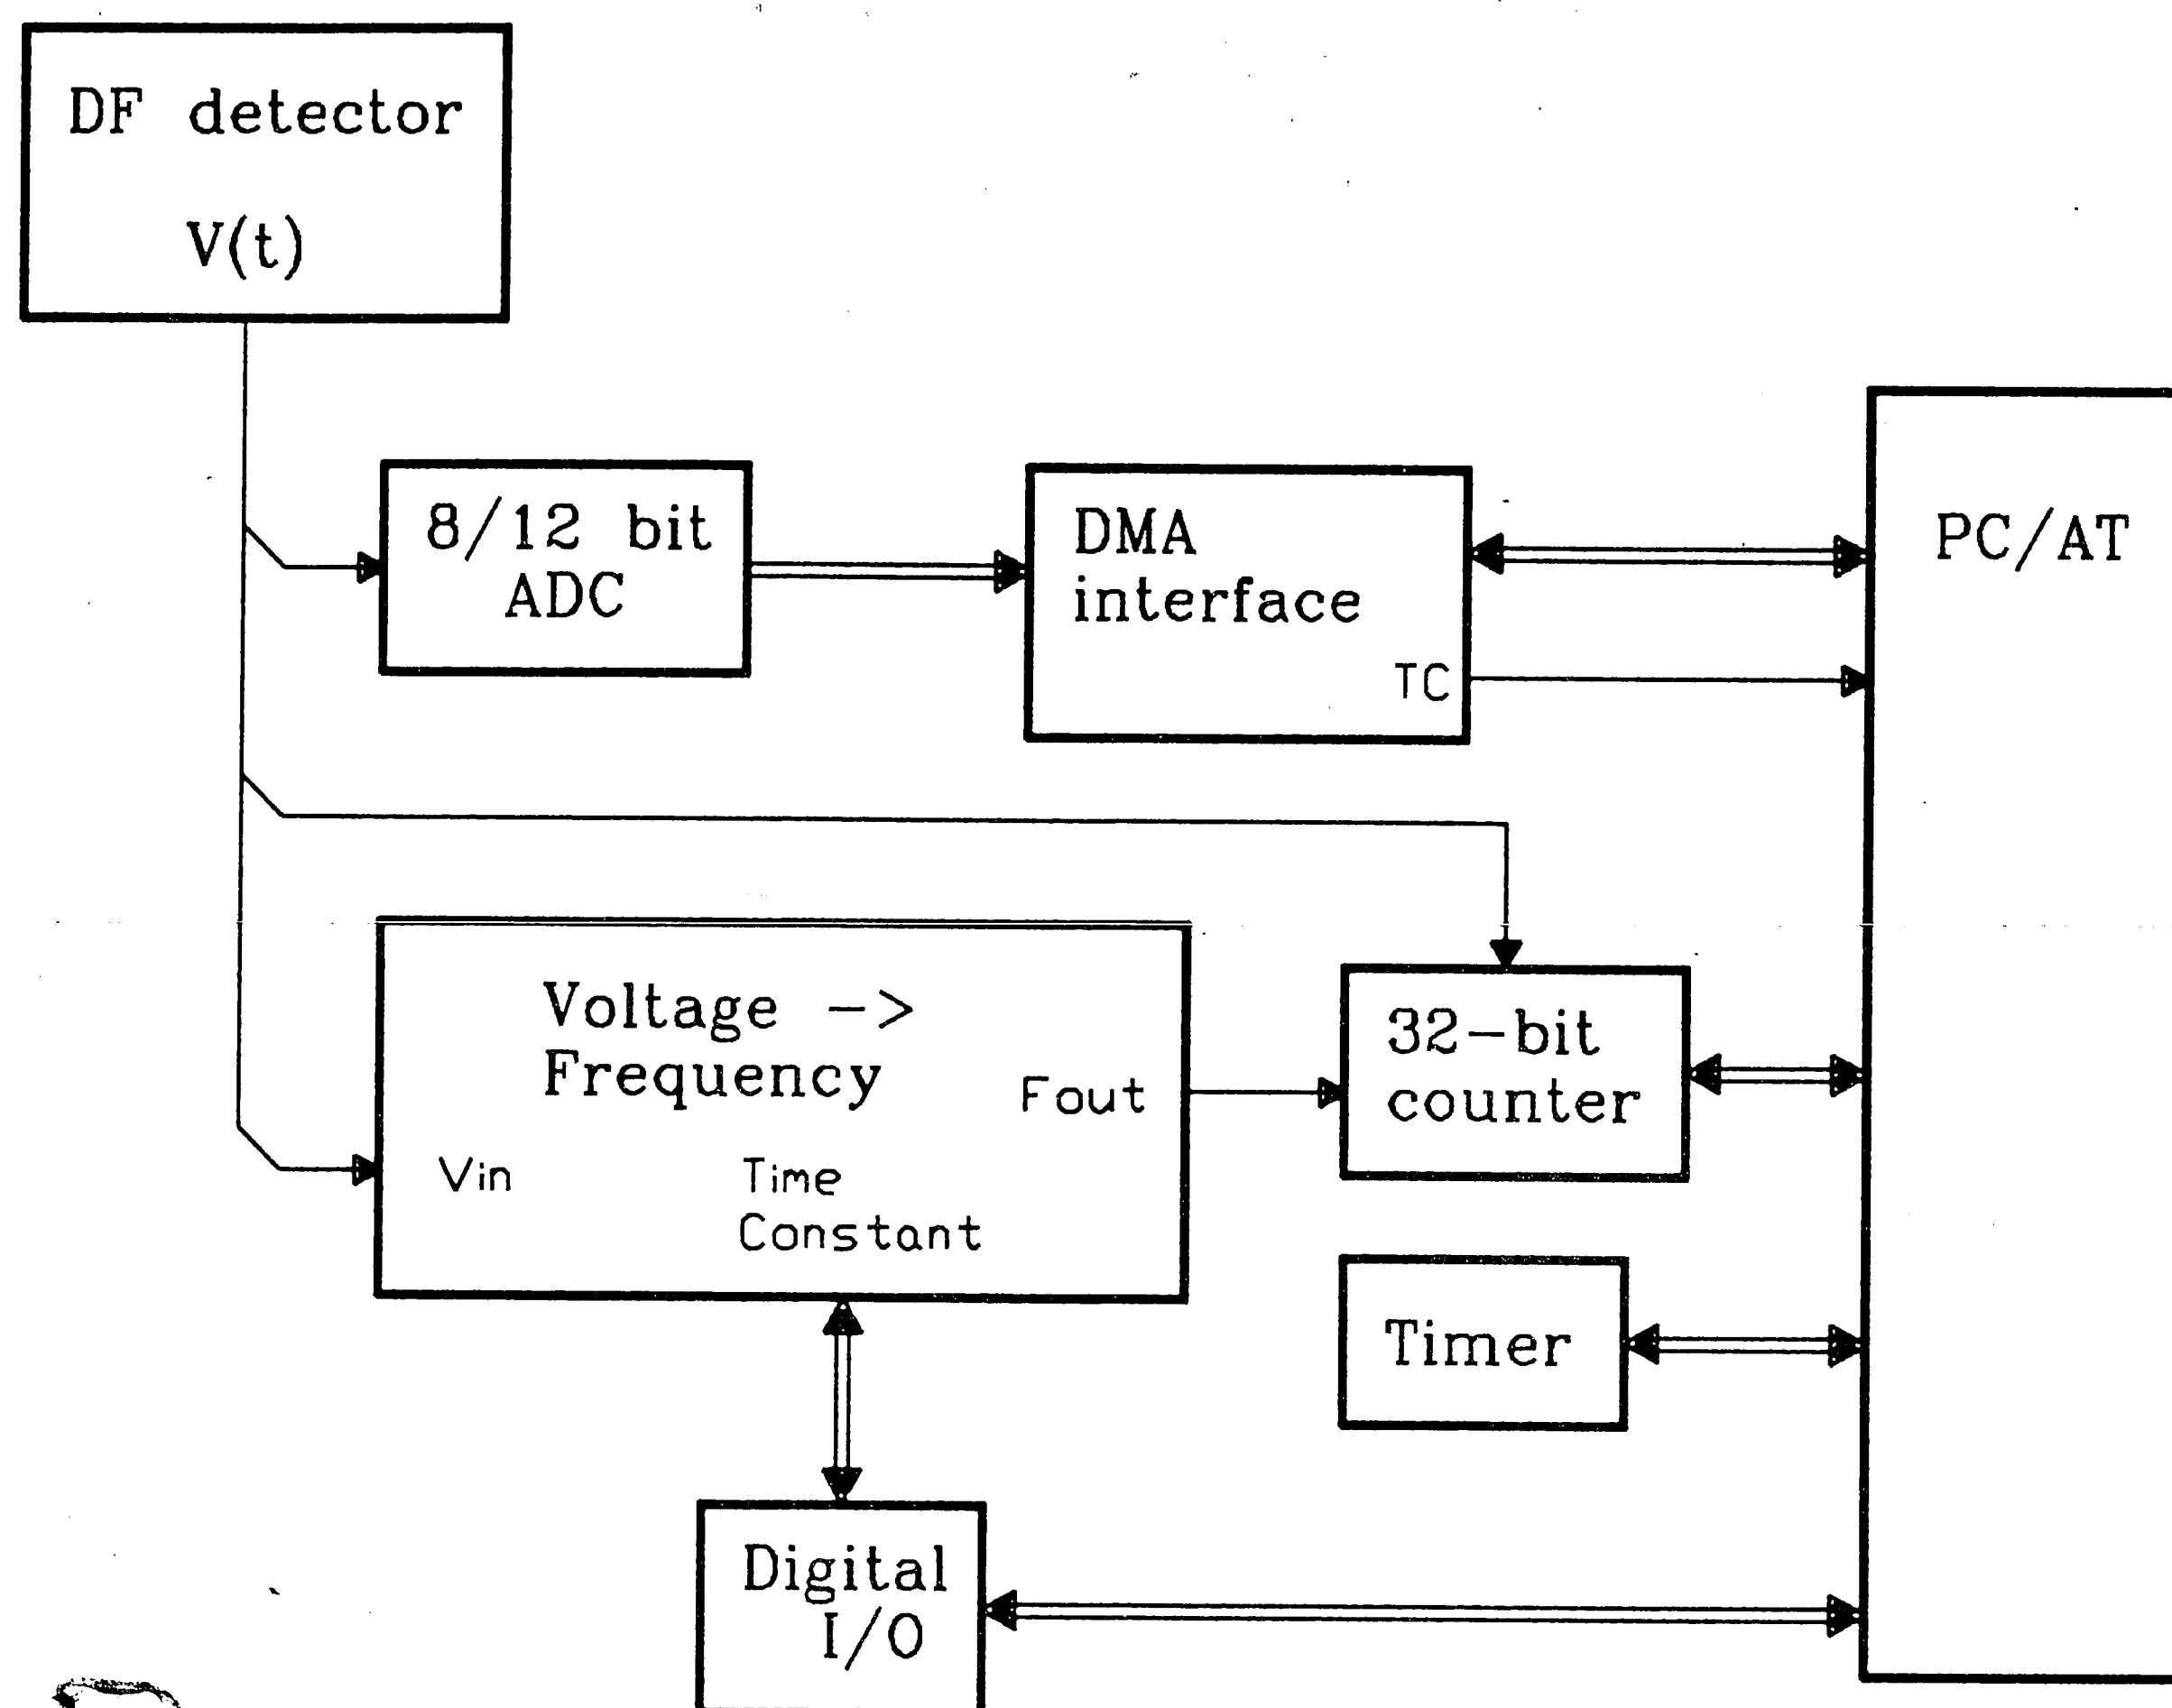 DF detector
V(t)
8/12 bit
ADC
DMA
interface
TC
PC/AT
Voltage ->
Frequency
Fout
Vin
Time
Constant
32-bit
counter
Timer
Digital
I/O